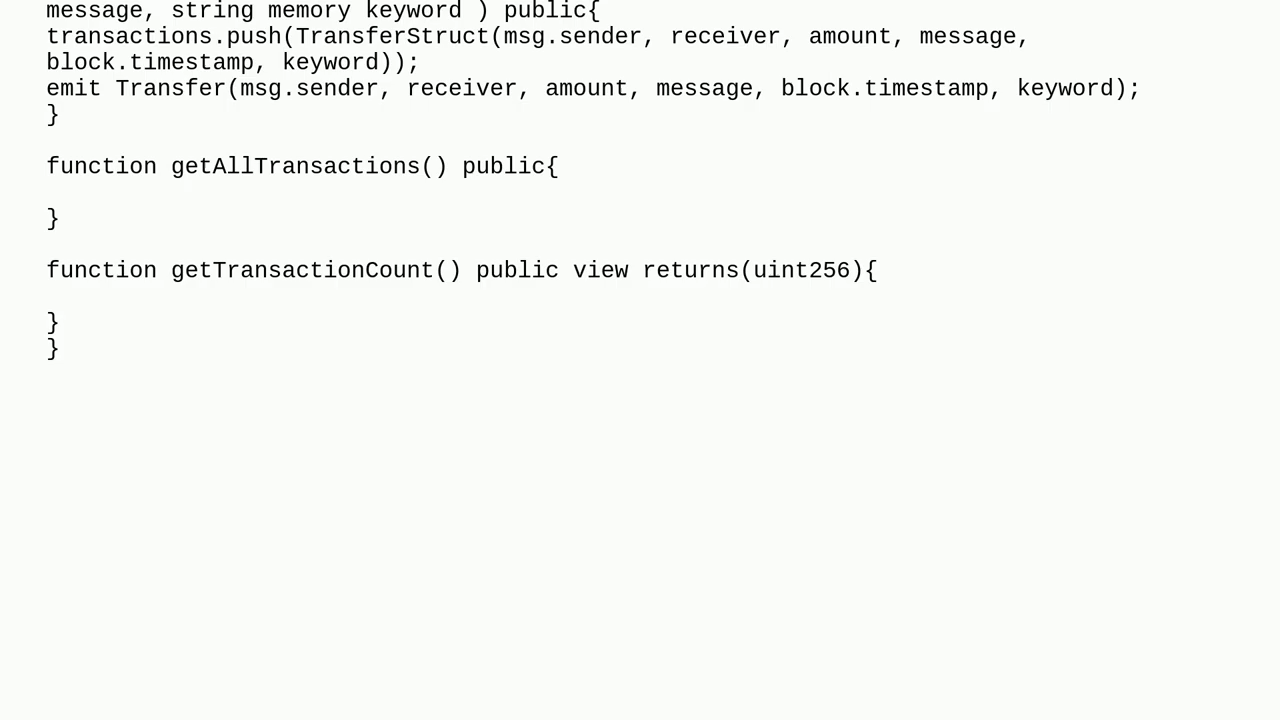 message, string memory keyword ) public{
transactions.push(TransferStruct(msg.sender, receiver, amount, message,
block.timestamp, keyword));
emit Transfer(msg.sender, receiver, amount, message, block.timestamp, keyword);
}
function getAllTransactions() public{
}
function getTransactionCount() public view returns(uint256){
}
}